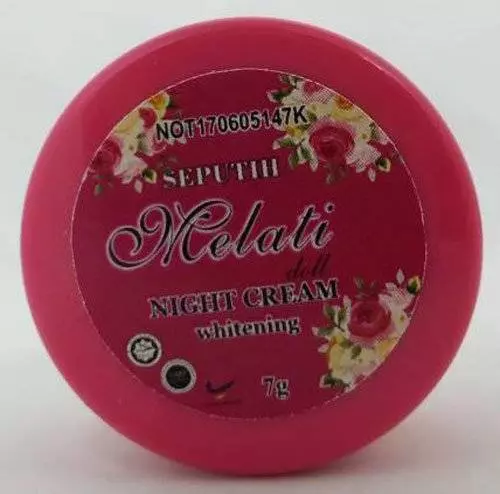 NOT170605147K
SEPUTIH
Melati
doll
NIGHT CREAM
whitening
7g